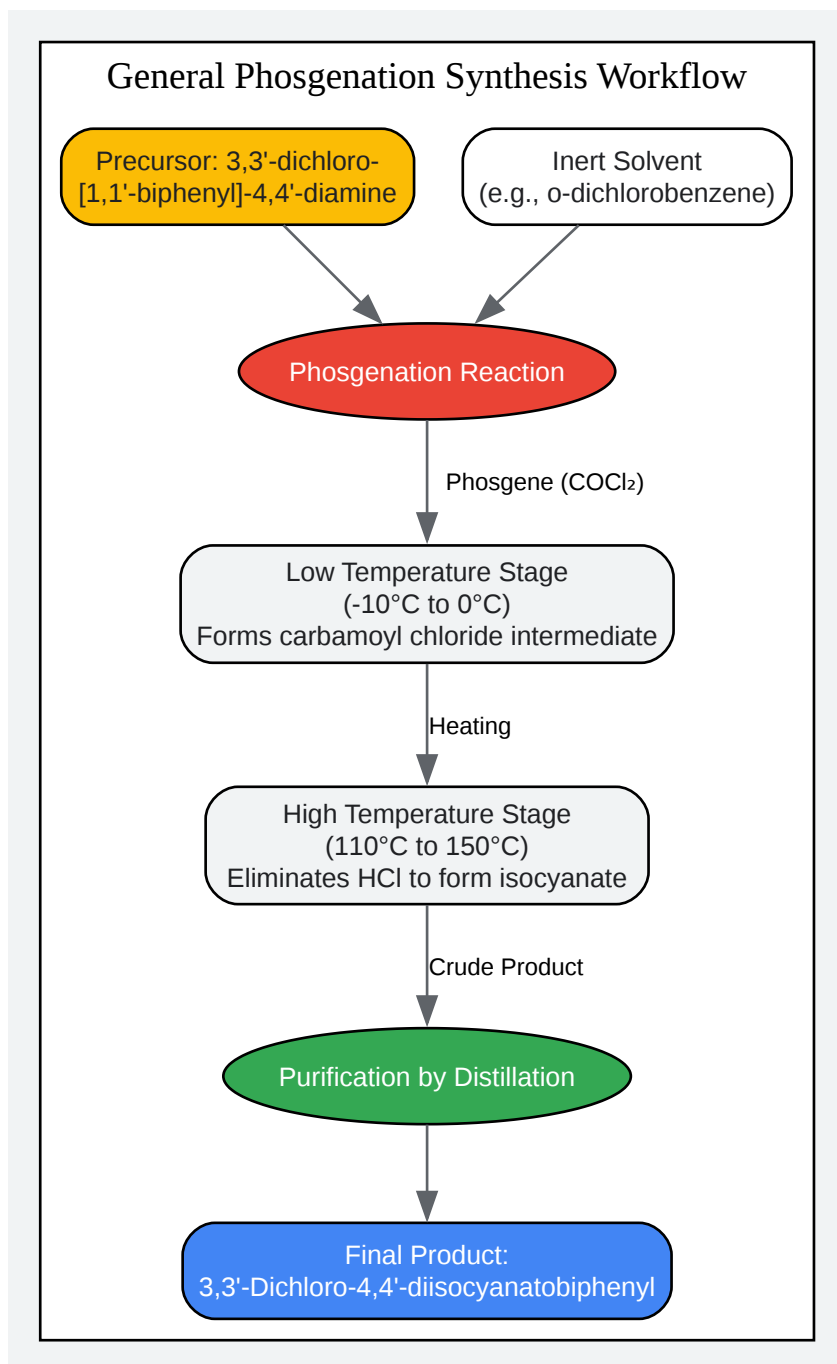 General Phosgenation Synthesis Workflow
Precursor: 3,3'-dichloro-
[1,1'-biphenyl]-4,4'-diamine
Inert Solvent
(e.g., o-dichlorobenzene)
Phosgenation Reaction
Phosgene (COCl₂)
Low Temperature Stage
(-10°C to 0°C)
Forms carbamoyl chloride intermediate
Heating
High Temperature Stage
(110°C to 150°C)
Eliminates HCl to form isocyanate
Crude Product
Purification by Distillation
Final Product:
3,3'-Dichloro-4,4'-diisocyanatobiphenyl